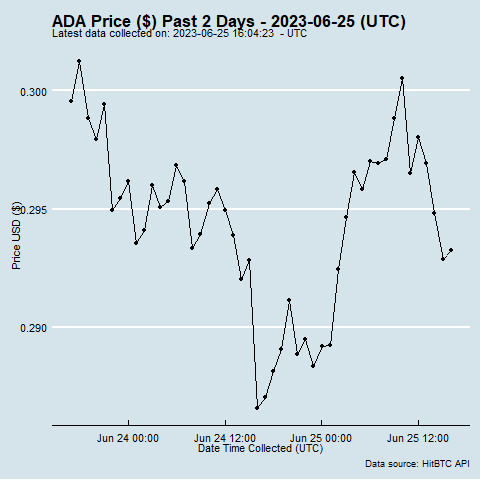 ADA Price ($) Past 2 Days - 2023-06-25 (UTC)
Latest data collected on: 2023-06-25 16:04:23  - UTC
0.300
0.295
0.290
Price USD ($)
Jun 24 00:00 Jun 24 12:00 Jun 25 00:00 Jun 25 12:00
Date Time Collected (UTC)
Data source: HitBTC API